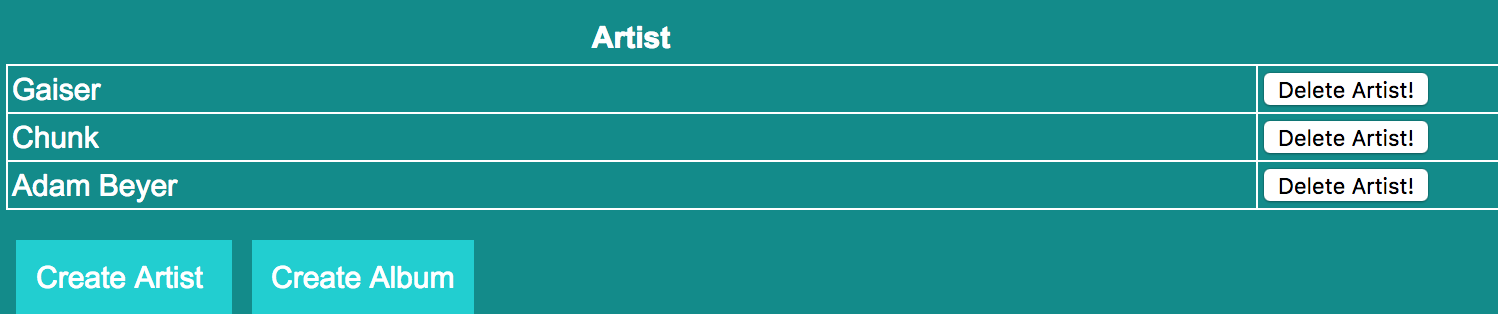 Artist
Gaiser Delete Artist!
Chunk Delete Artist!
Adam Beyer Delete Artist!
Create Artist Create Album